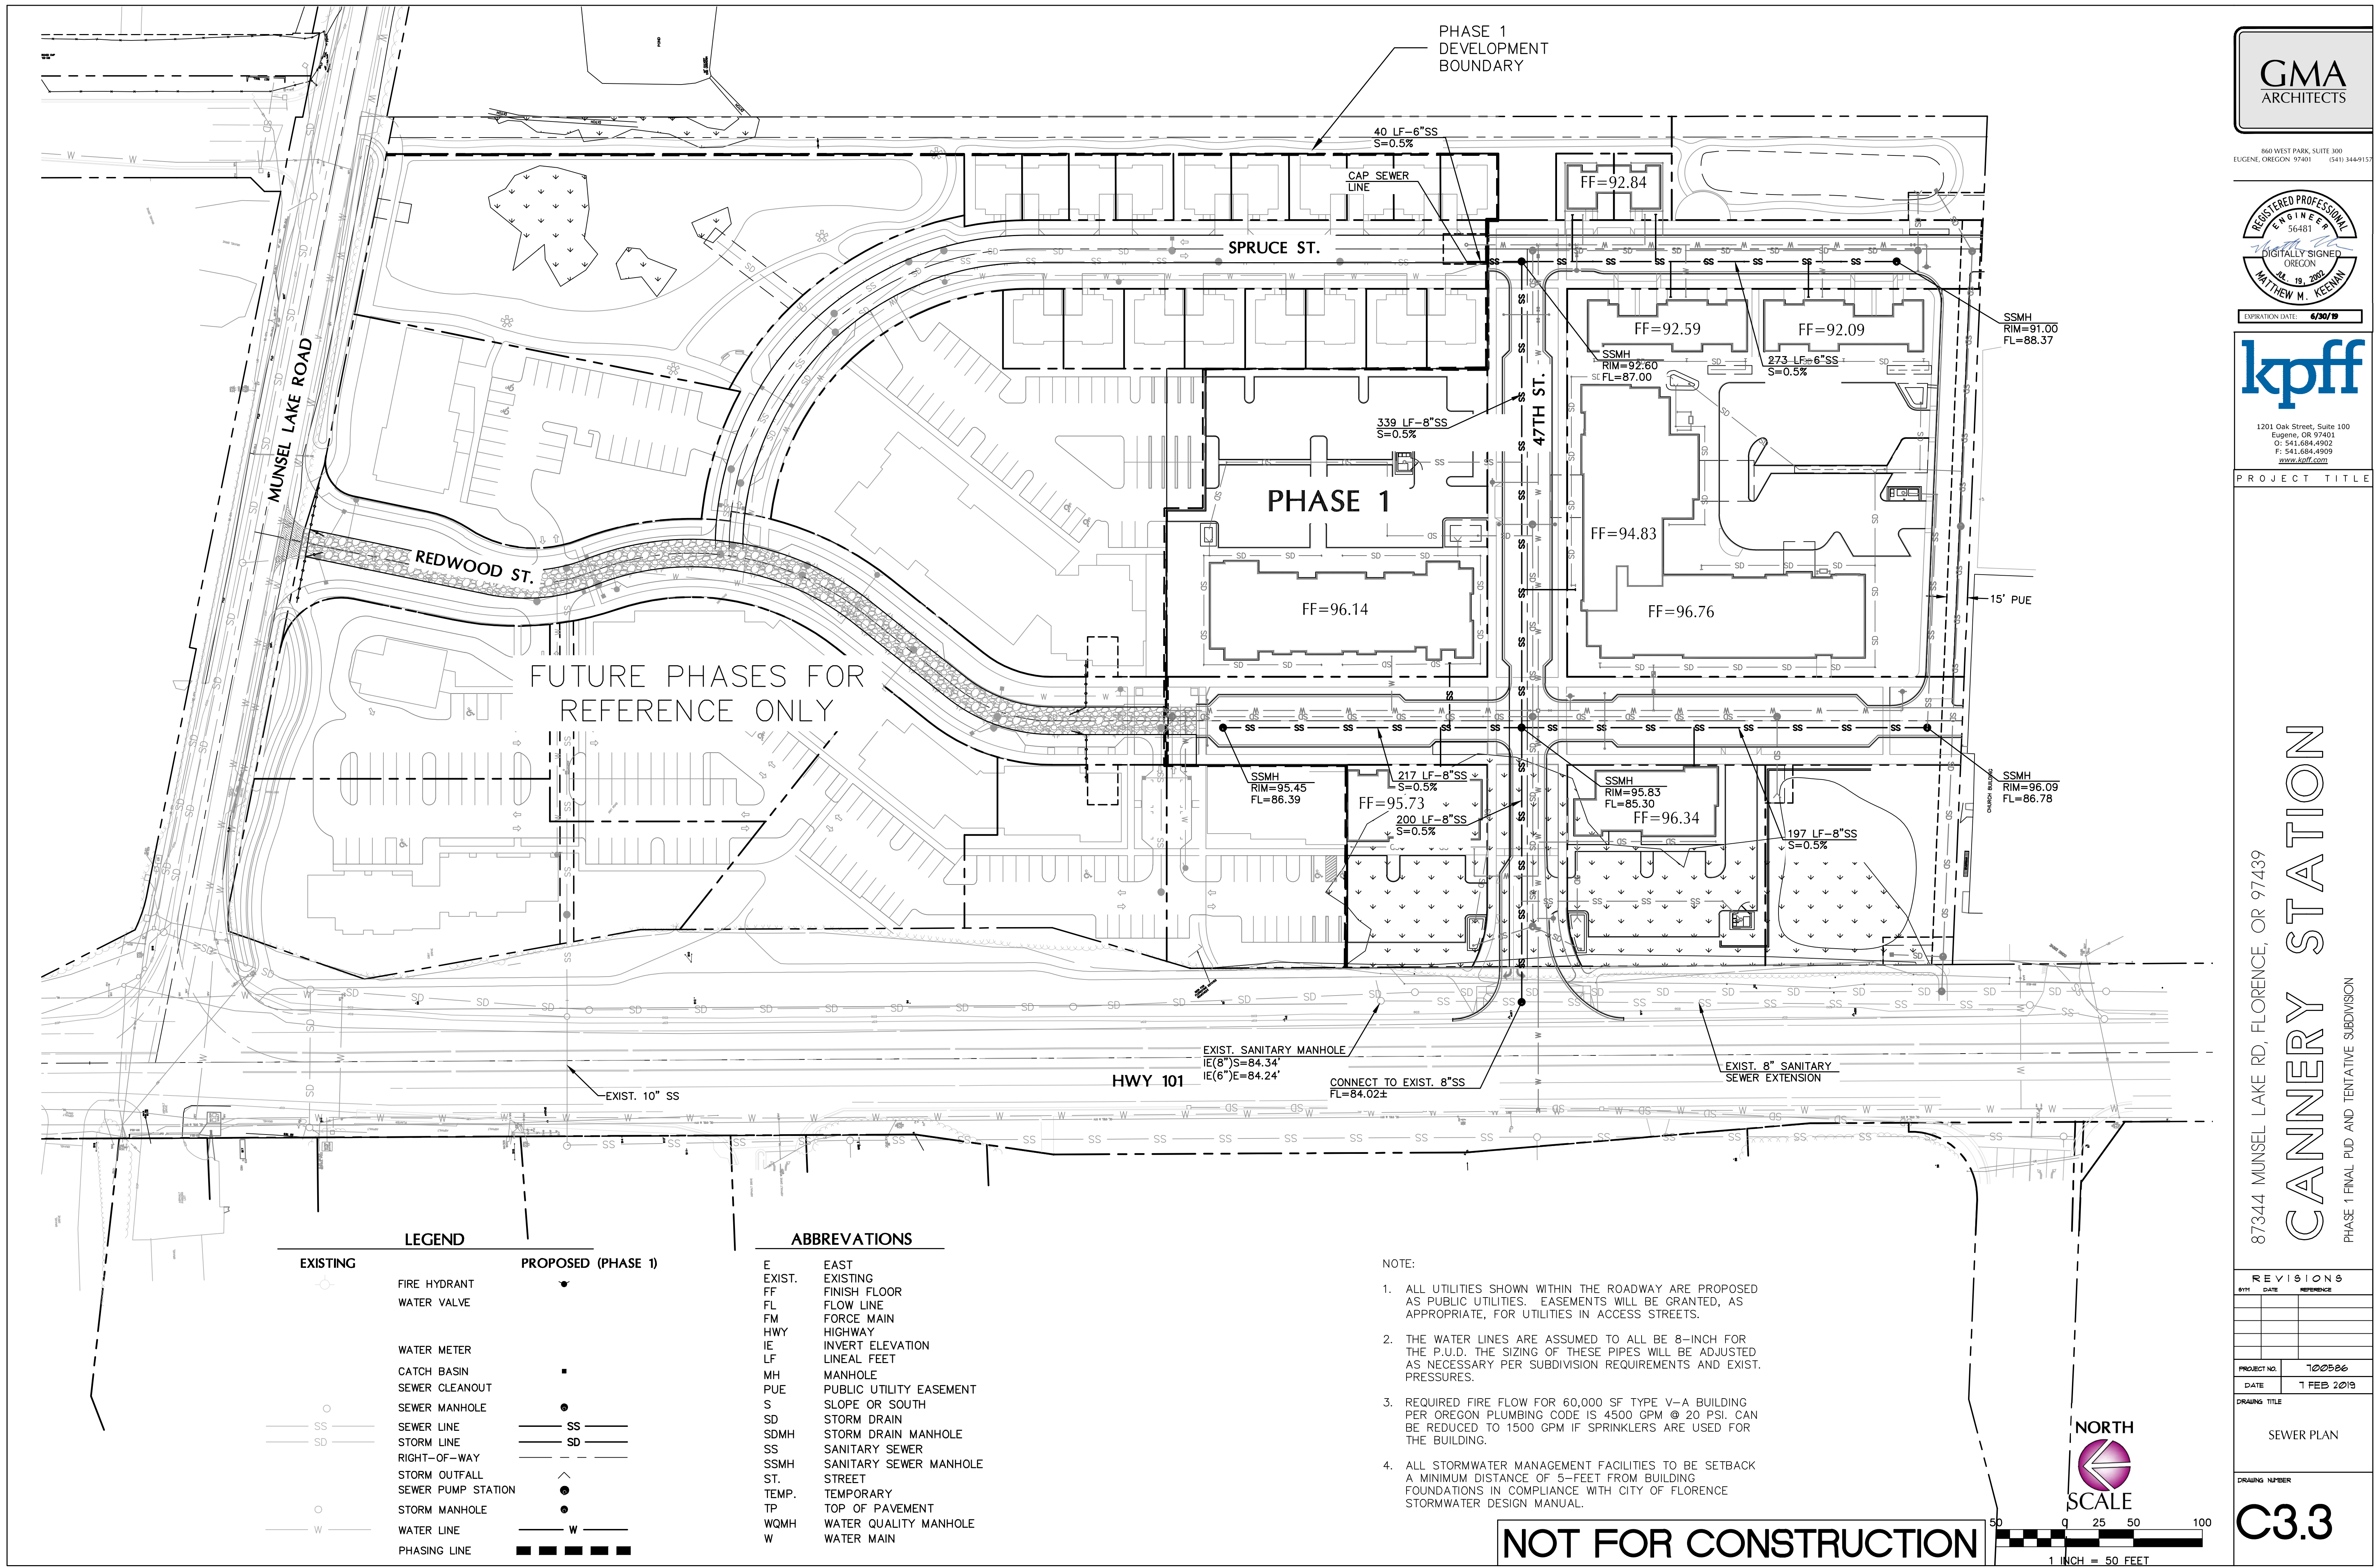 PHASE 1
DEVELOPMENT
BOUNDARY
40 LF-6"SS
S=0.5%
CAP SEWER
LINE
FF=92.84
SPRUCE ST.
FF=92.59
FF=92.09
SSMH
RIM=91.00
FL=88.37
SSMH
RIM=92.60
FL=87.00
273 LF-6"SS
S=0.5%
MUNSEL LAKE ROAD
47TH ST.
339 LF-8"SS
S=0.5%
PHASE 1
FF=94.83
REDWOOD ST.
FF=96.14
FF=96.76
15' PUE
FUTURE PHASES FOR
REFERENCE ONLY
SSMH
RIM=95.45
FL=86.39
217 LF-8"SS
S=0.5%
FF=95.73
200 LF-8"SS
S=0.5%
SSMH
RIM=95.83
FL=85.30
FF=96.34
197 LF-8"SS
S=0.5%
CHURCH BUILDING
SSMH
RIM=96.09
FL=86.78
EXIST. SANITARY MANHOLE
IE(8")S=84.34'
IE(6")E=84.24'
HWY 101
CONNECT TO EXIST. 8"SS
FL=84.02±
EXIST. 8" SANITARY
SEWER EXTENSION
EXIST. 10" SS
LEGEND
EXISTING
PROPOSED (PHASE 1)
FIRE HYDRANT
WATER VALVE
WATER METER
CATCH BASIN
SEWER CLEANOUT
SEWER MANHOLE
SS SEWER LINE SS
SD STORM LINE SD
RIGHT-OF-WAY
STORM OUTFALL
SEWER PUMP STATION
STORM MANHOLE
W WATER LINE W
PHASING LINE
ABBREVATIONS
E EAST
EXIST. EXISTING
FF FINISH FLOOR
FL FLOW LINE
FM FORCE MAIN
HWY HIGHWAY
IE INVERT ELEVATION
LF LINEAL FEET
MH MANHOLE
PUE PUBLIC UTILITY EASEMENT
S SLOPE OR SOUTH
SD STORM DRAIN
SDMH STORM DRAIN MANHOLE
SS SANITARY SEWER
SSMH SANITARY SEWER MANHOLE
ST. STREET
TEMP. TEMPORARY
TP TOP OF PAVEMENT
WQMH WATER QUALITY MANHOLE
W WATER MAIN
NOTE:
1. ALL UTILITIES SHOWN WITHIN THE ROADWAY ARE PROPOSED
AS PUBLIC UTILITIES. EASEMENTS WILL BE GRANTED, AS
APPROPRIATE, FOR UTILITIES IN ACCESS STREETS.
2. THE WATER LINES ARE ASSUMED TO ALL BE 8-INCH FOR
THE P.U.D. THE SIZING OF THESE PIPES WILL BE ADJUSTED
AS NECESSARY PER SUBDIVISION REQUIREMENTS AND EXIST.
PRESSURES.
3. REQUIRED FIRE FLOW FOR 60,000 SF TYPE V-A BUILDING
PER OREGON PLUMBING CODE IS 4500 GPM @ 20 PSI. CAN
BE REDUCED TO 1500 GPM IF SPRINKLERS ARE USED FOR
THE BUILDING.
4. ALL STORMWATER MANAGEMENT FACILITIES TO BE SETBACK
A MINIMUM DISTANCE OF 5-FEET FROM BUILDING
FOUNDATIONS IN COMPLIANCE WITH CITY OF FLORENCE
STORMWATER DESIGN MANUAL.
NOT FOR CONSTRUCTION
NORTH
SCALE
50 0 25 50 100
1 INCH = 50 FEET
GMA
ARCHITECTS
860 WEST PARK, SUITE 300
EUGENE, OREGON 97401 (541) 344-9157
REGISTERED PROFESSIONAL
ENGINEER
56481
DIGITALLY SIGNED
OREGON
JUL. 19, 2002
MATTHEW M. KEENAN
EXPIRATION DATE: 6/30/19
kpff
1201 Oak Street, Suite 100
Eugene, OR 97401
O: 541.684.4902
F: 541.684.4909
www.kpff.com
PROJECT TITLE
87344 MUNSEL LAKE RD, FLORENCE, OR 97439
CANNERY STATION
PHASE 1 FINAL PUD AND TENTATIVE SUBDIVISION
REVISIONS
SYM DATE REFERENCE
PROJECT NO. 700586
DATE 7 FEB 2019
DRAWING TITLE
SEWER PLAN
DRAWING NUMBER
C3.3